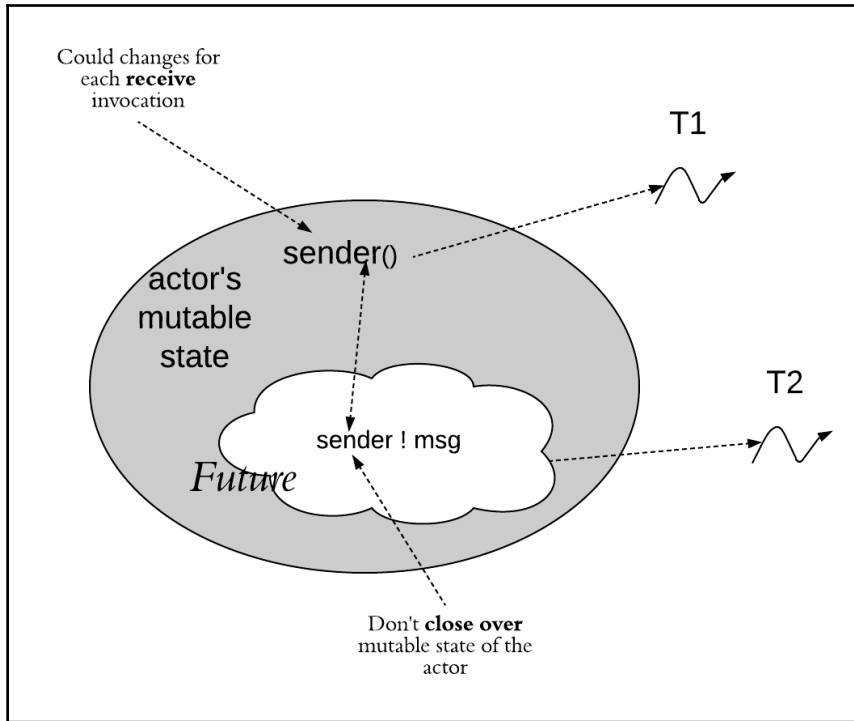 Could changes for
each receive
invocation
T1
sender()
actor's
mutable
state
T2
sender ! msg
Future
Don't close over
mutable state of the
actor